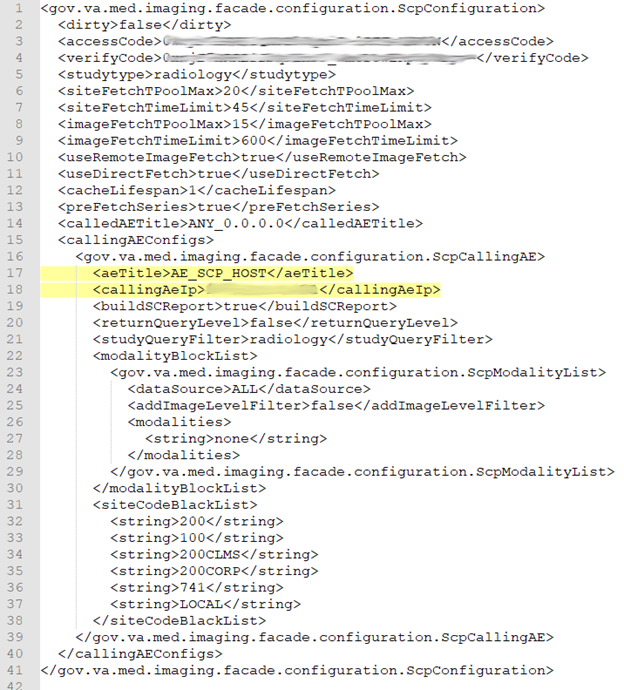 1 <gov.va.med.imaging.facade.configuration.ScpConfiguration>
2 <dirty>false</dirty>
3 <accessCode></accessCode>
4 <verifyCode></verifyCode>
5 <studytype>radiology</studytype>
6 <siteFetchTPoolMax>20</siteFetchTPoolMax>
7 <siteFetchTimeLimit>45</siteFetchTimeLimit>
8 <imageFetchTPoolMax>15</imageFetchTPoolMax>
9 <imageFetchTimeLimit>600</imageFetchTimeLimit>
10 <useRemoteImageFetch>true</useRemoteImageFetch>
11 <useDirectFetch>true</useDirectFetch>
12 <cacheLifespan>1</cacheLifespan>
13 <preFetchSeries>true</preFetchSeries>
14 <calledAETitle>ANY_0.0.0.0</calledAETitle>
15 <callingAEConfigs>
16 <gov.va.med.imaging.facade.configuration.ScpCallingAE>
17 <aeTitle>AE_SCP_HOST</aeTitle>
18 <callingAeIp></callingAeIp>
19 <buildSCReport>true</buildSCReport>
20 <returnQueryLevel>false</returnQueryLevel>
21 <studyQueryFilter>radiology</studyQueryFilter>
22 <modalityBlockList>
23 <gov.va.med.imaging.facade.configuration.ScpModalityList>
24 <dataSource>ALL</dataSource>
25 <addImageLevelFilter>false</addImageLevelFilter>
26 <modalities>
27 <string>none</string>
28 </modalities>
29 </gov.va.med.imaging.facade.configuration.ScpModalityList>
30 </modalityBlockList>
31 <siteCodeBlackList>
32 <string>200</string>
33 <string>100</string>
34 <string>200CLMS</string>
35 <string>200CORP</string>
36 <string>741</string>
37 <string>LOCAL</string>
38 </siteCodeBlackList>
39 </gov.va.med.imaging.facade.configuration.ScpCallingAE>
40 </callingAEConfigs>
41 </gov.va.med.imaging.facade.configuration.ScpConfiguration>
42